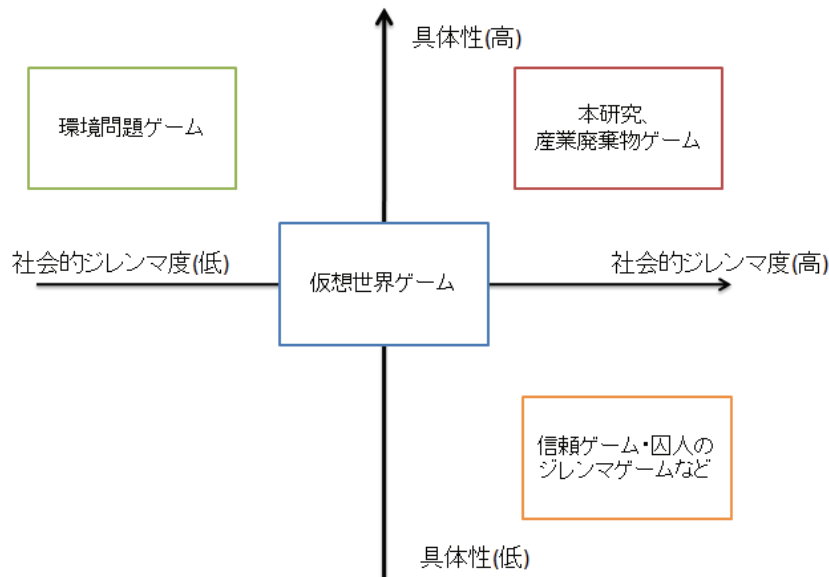 具体性(高)
環境問題ゲーム
本研究、
産業廃棄物ゲーム
社会的ジレンマ度(低)
社会的ジレンマ度(高)
仮想世界ゲーム
信頼ゲーム・囚人の
ジレンマゲームなど
具体性(低)